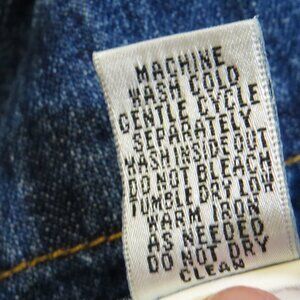 MACHINE
WASH COLD
GENTLE CYCLE
SEPARATELY
WASH INSIDE OUT
DO NOT BLEACH
TUMBLE DRY LOW
WARM IRON
AS NEEDED
DO NOT DRY
CLEAN